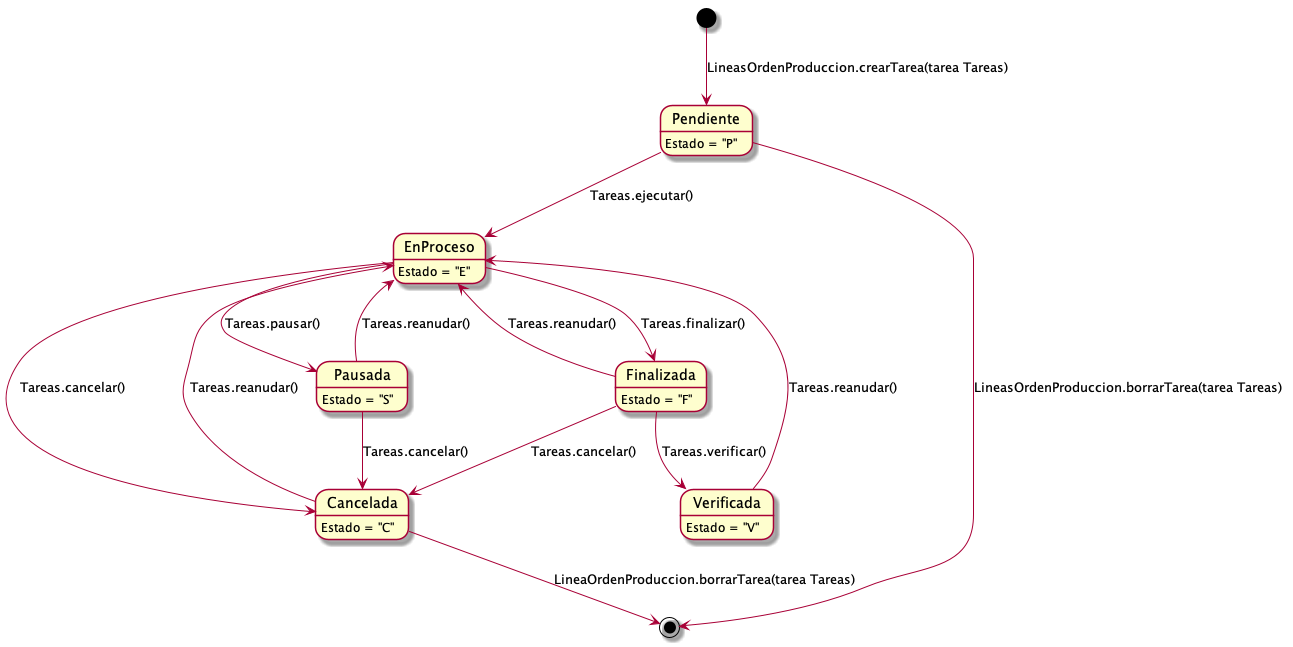 LineasOrdenProduccion.crearTarea(tarea Tareas)
Pendiente
Estado = "P"
Tareas.ejecutar()
EnProceso
Estado = "E"
Tareas.pausar()
Tareas.reanudar()
Tareas.reanudar()
Tareas.finalizar()
Pausada
Estado = "S"
Finalizada
Estado = "F"
Tareas.cancelar()
Tareas.reanudar()
Tareas.reanudar()
LineasOrdenProduccion.borrarTarea(tarea Tareas)
Tareas.cancelar()
Tareas.cancelar()
Tareas.verificar()
Cancelada
Estado = "C"
Verificada
Estado = "V"
LineaOrdenProduccion.borrarTarea(tarea Tareas)